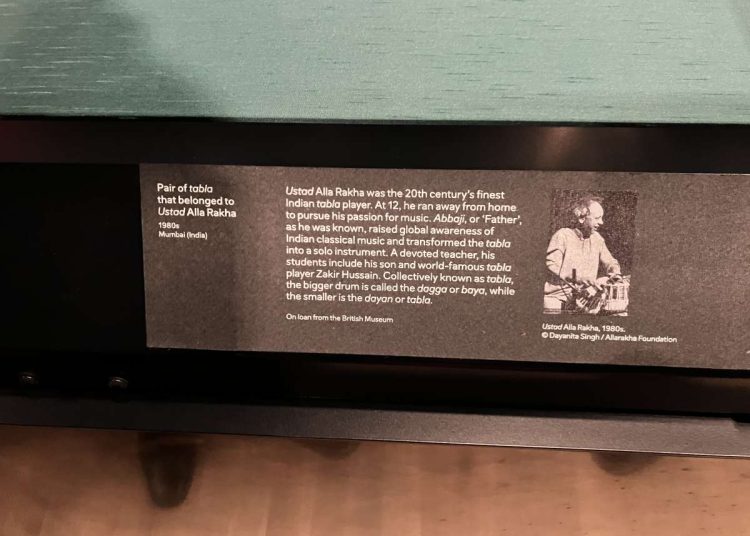 Pair of tabla
that belonged to
Ustad Alla Rakha
1980s
Mumbai (India)
Ustad Alla Rakha was the 20th century's finest
Indian tabla player. At 12, he ran away from home
to pursue his passion for music. Abbaji, or 'Father',
as he was known, raised global awareness of
Indian classical music and transformed the tabla
into a solo instrument. A devoted teacher, his
students include his son and world-famous tabla
player Zakir Hussain. Collectively known as tabla,
the bigger drum is called the dagga or baya, while
the smaller is the dayan or tabla.
On loan from the British Museum
Ustad Alla Rakha, 1980s.
© Dayanita Singh / Allarakha Foundation